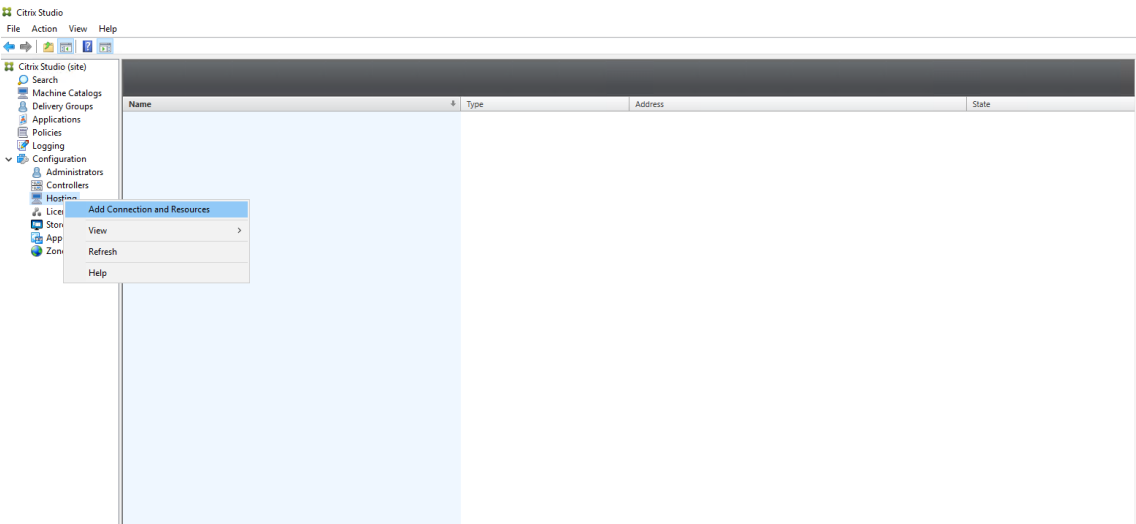 Citrix Studio
File Action View Help
Citrix Studio (site)
Search
Machine Catalogs
Delivery Groups
Applications
Policies
Logging
Configuration
Administrators
Controllers
Hosting
Name Type Address State
Add Connection and Resources
View
Refresh
Help